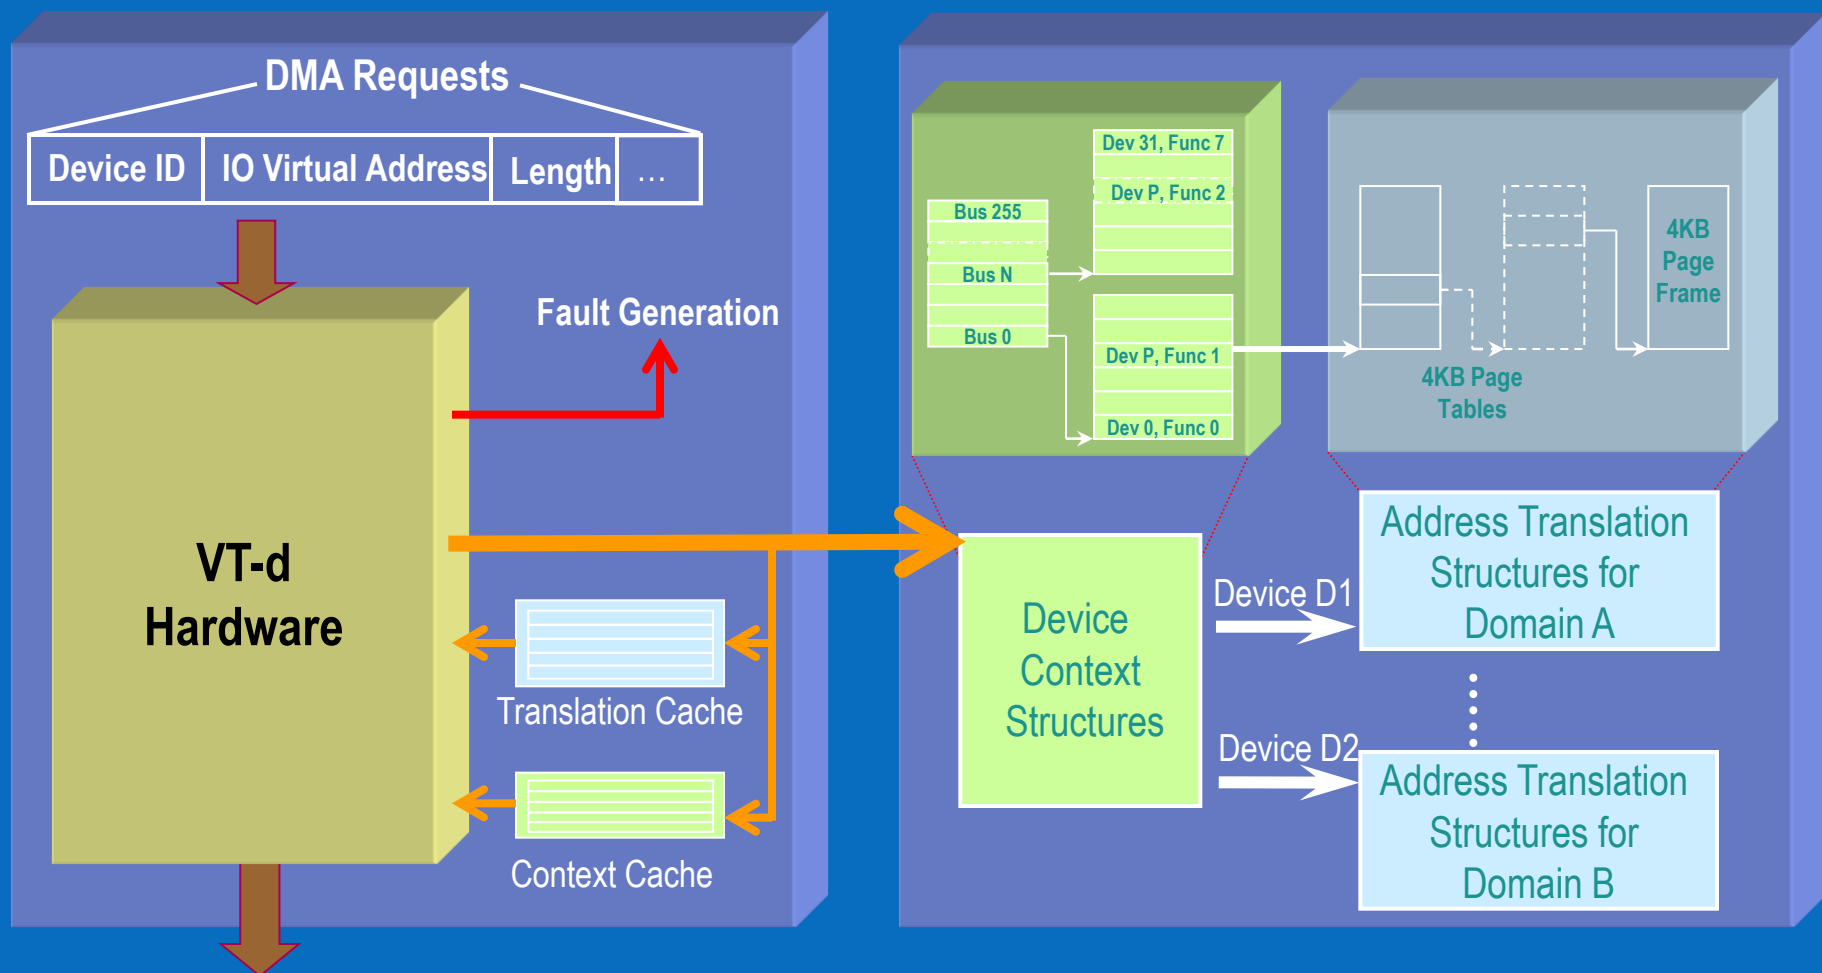 DMA Requests
Device ID
IO Virtual Address
Length
...
Fault Generation
VT-d
Hardware
Translation Cache
Context Cache
Bus 255
Bus N
Bus 0
Dev 31, Func 7
Dev P, Func 2
Dev P, Func 1
Dev 0, Func 0
4KB Page
Tables
4KB
Page
Frame
Device
Context
Structures
Device D1
Device D2
Address Translation
Structures for
Domain A
Address Translation
Structures for
Domain B